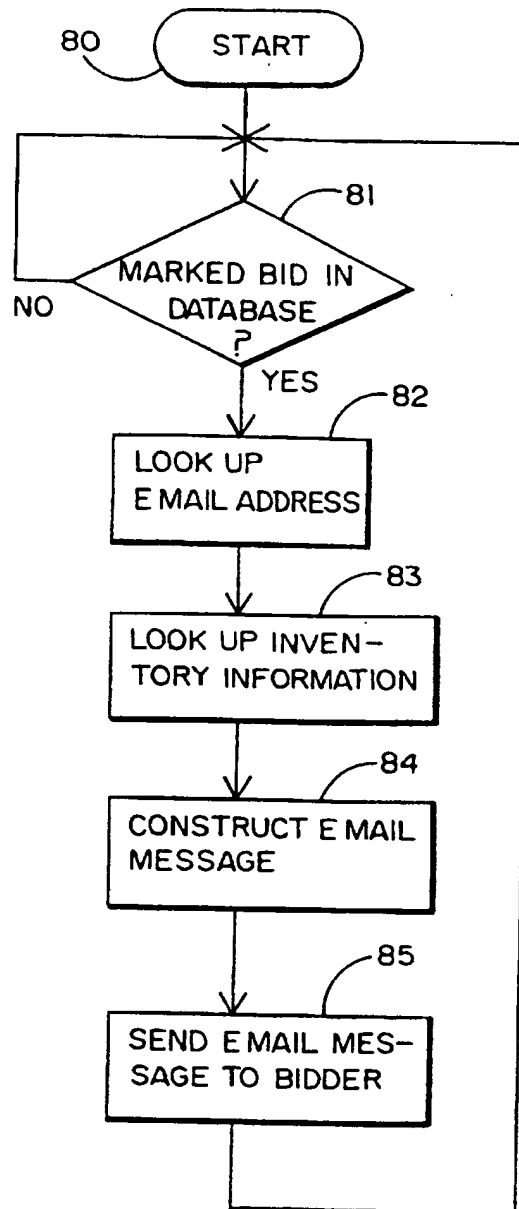 80
START
81
MARKED BID IN
DATABASE
?
NO
YES
82
LOOK UP
E MAIL ADDRESS
83
LOOK UP INVEN-
TORY INFORMATION
84
CONSTRUCT E MAIL
MESSAGE
85
SEND E MAIL MES-
SAGE TO BIDDER